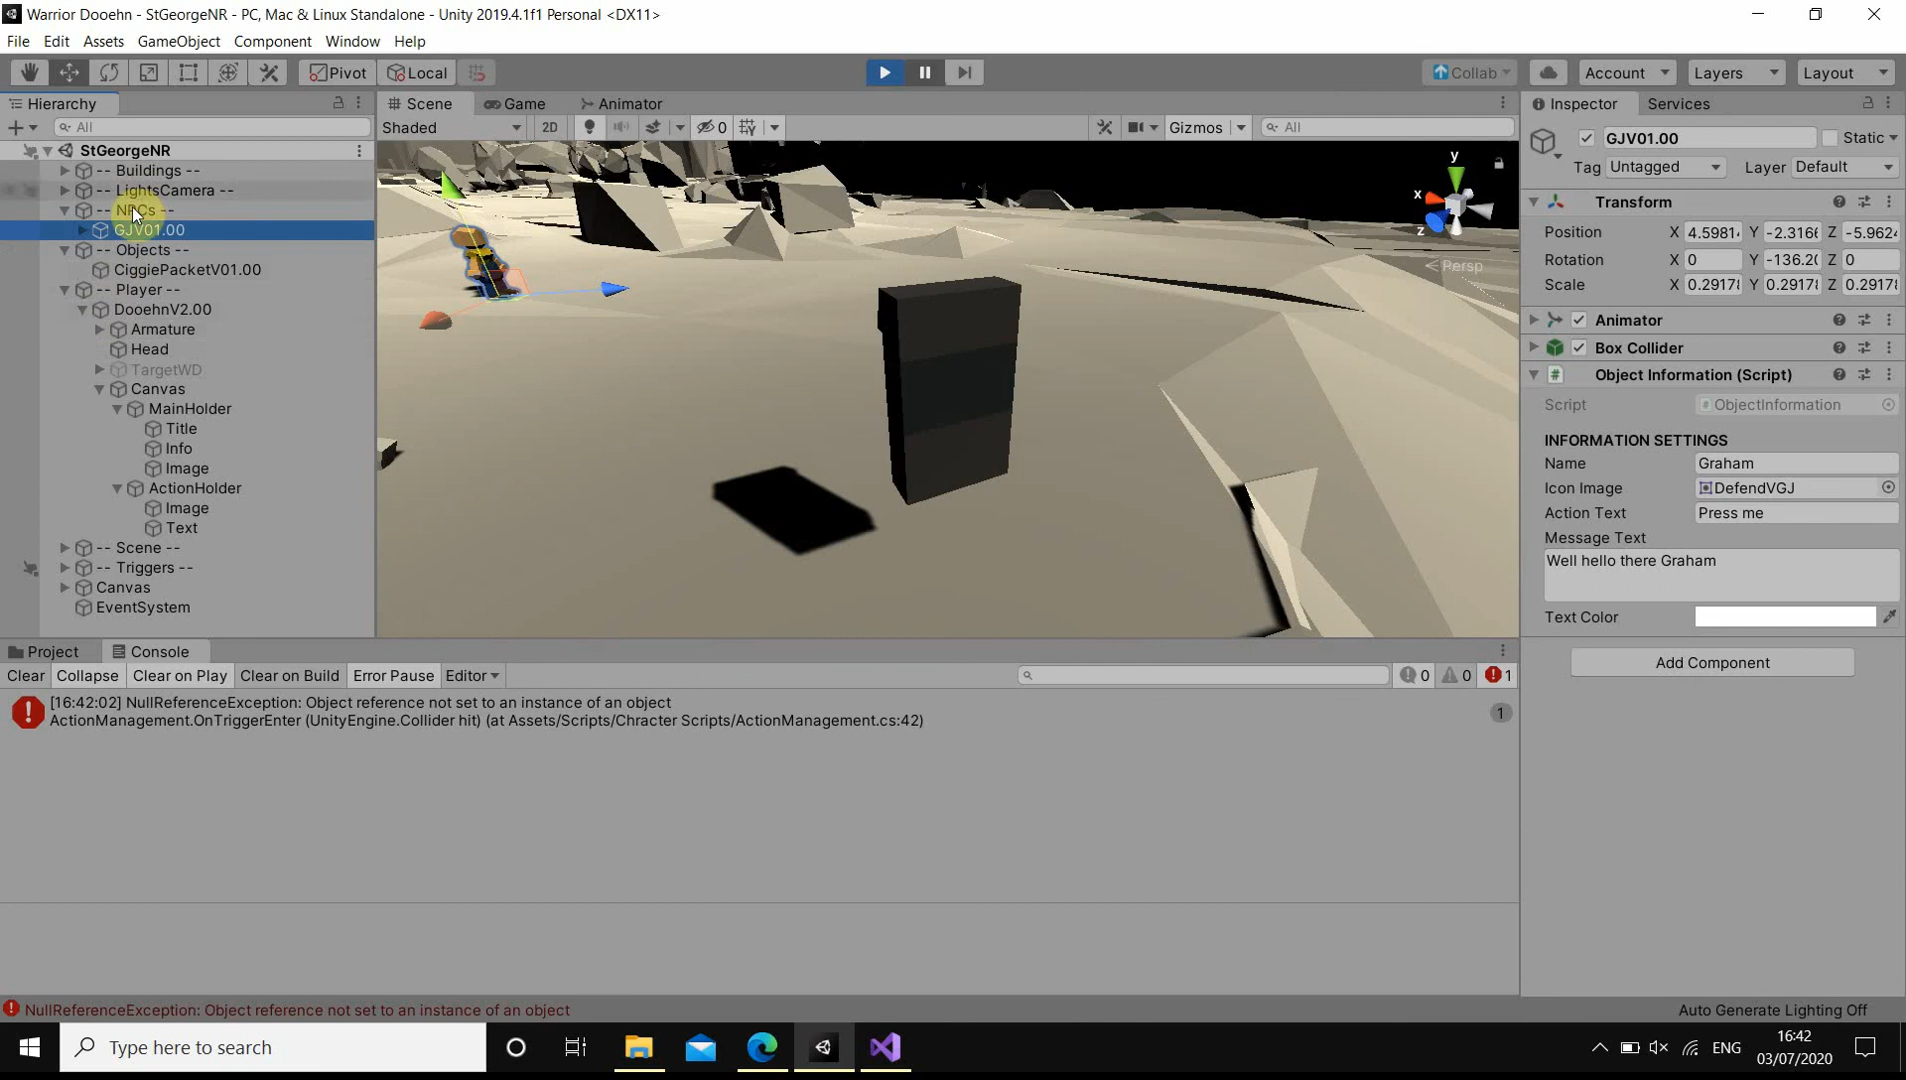 Warrior Dooehn - StGeorgeNR - PC, Mac & Linux Standalone - Unity 2019.4.1f1 Personal <DX11>
File Edit Assets GameObject Component Window Help
Pivot Local Collab Account Layers Layout
Hierarchy
All
StGeorgeNR
-- Buildings --
-- LightsCamera --
-- NPCs --
GJV01.00
-- Objects --
CiggiePacketV01.00
-- Player --
DooehnV2.00
Armature
Head
TargetWD
Canvas
MainHolder
Title
Info
Image
ActionHolder
Image
Text
-- Scene --
-- Triggers --
Canvas
EventSystem
Scene Game Animator
Shaded 2D 0 Gizmos All
y
x
z
Persp
Inspector Services
GJV01.00 Static
Tag Untagged Layer Default
Transform
Position X 4.5981 Y -2.3166 Z -5.9624
Rotation X 0 Y -136.20 Z 0
Scale X 0.2917 Y 0.2917 Z 0.2917
Animator
Box Collider
# Object Information (Script)
Script # ObjectInformation
INFORMATION SETTINGS
Name Graham
Icon Image DefendVGJ
Action Text Press me
Message Text
Well hello there Graham
Text Color
Add Component
Project Console
Clear Collapse Clear on Play Clear on Build Error Pause Editor 0 0 1
[16:42:02] NullReferenceException: Object reference not set to an instance of an object
ActionManagement.OnTriggerEnter (UnityEngine.Collider hit) (at Assets/Scripts/Chracter Scripts/ActionManagement.cs:42)
1
NullReferenceException: Object reference not set to an instance of an object
Auto Generate Lighting Off
Type here to search
ENG
16:42
03/07/2020